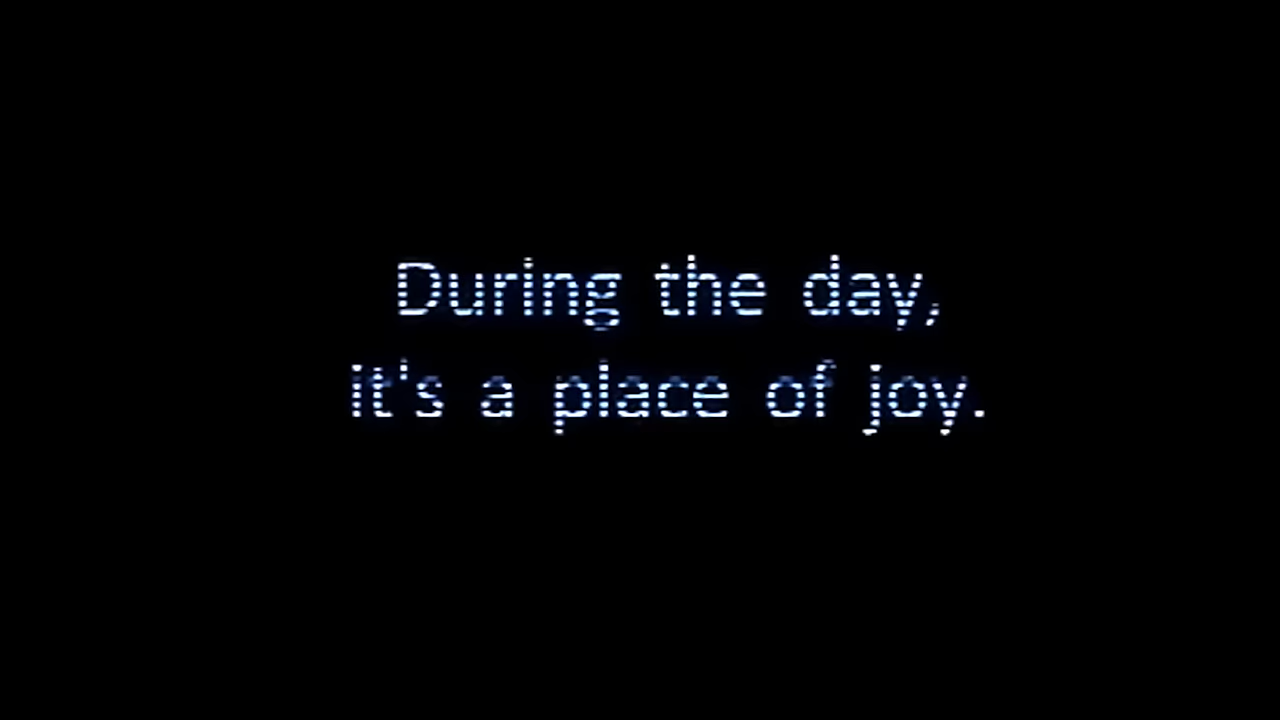 During the day,
it's a place of joy.